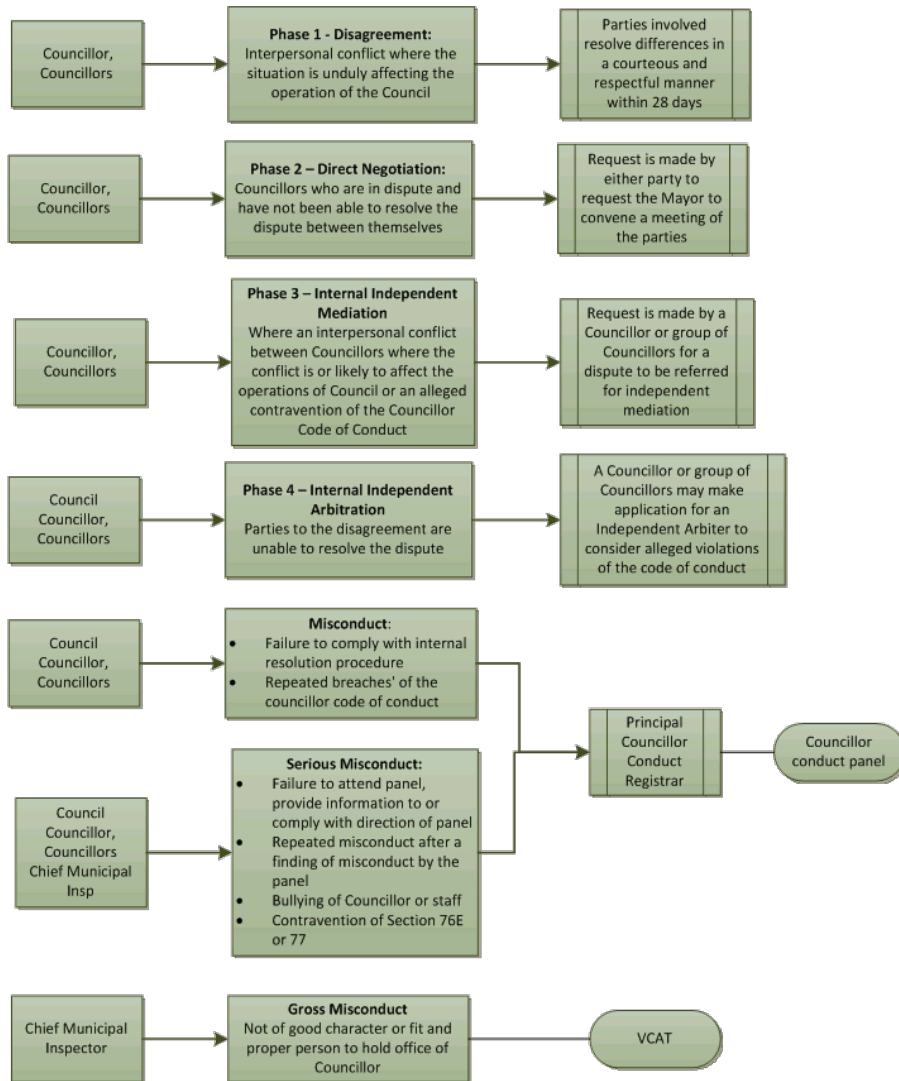 Councillor,
Councillors
Phase 1 - Disagreement:
Interpersonal conflict where the
situation is unduly affecting the
operation of the Council
Parties involved
resolve differences in
a courteous and
respectful manner
within 28 days
Councillor,
Councillors
Phase 2 – Direct Negotiation:
Councillors who are in dispute and
have not been able to resolve the
dispute between themselves
Request is made by
either party to
request the Mayor to
convene a meeting of
the parties
Councillor,
Councillors
Phase 3 – Internal Independent
Mediation
Where an interpersonal conflict
between Councillors where the
conflict is or likely to affect the
operations of Council or an alleged
contravention of the Councillor
Code of Conduct
Request is made by a
Councillor or group of
Councillors for a
dispute to be referred
for independent
mediation
Council
Councillor,
Councillors
Phase 4 – Internal Independent
Arbitration
Parties to the disagreement are
unable to resolve the dispute
A Councillor or group of
Councillors may make
application for an
Independent Arbiter to
consider alleged violations
of the code of conduct
Council
Councillor,
Councillors
Misconduct:
• Failure to comply with internal
resolution procedure
• Repeated breaches' of the
councillor code of conduct
Principal
Councillor
Conduct
Registrar
Councillor
conduct panel
Council
Councillor,
Councillors
Chief Municipal
Insp
Serious Misconduct:
• Failure to attend panel,
provide information to or
comply with direction of panel
• Repeated misconduct after a
finding of misconduct by the
panel
• Bullying of Councillor or staff
• Contravention of Section 76E
or 77
Chief Municipal
Inspector
Gross Misconduct
Not of good character or fit and
proper person to hold office of
Councillor
VCAT